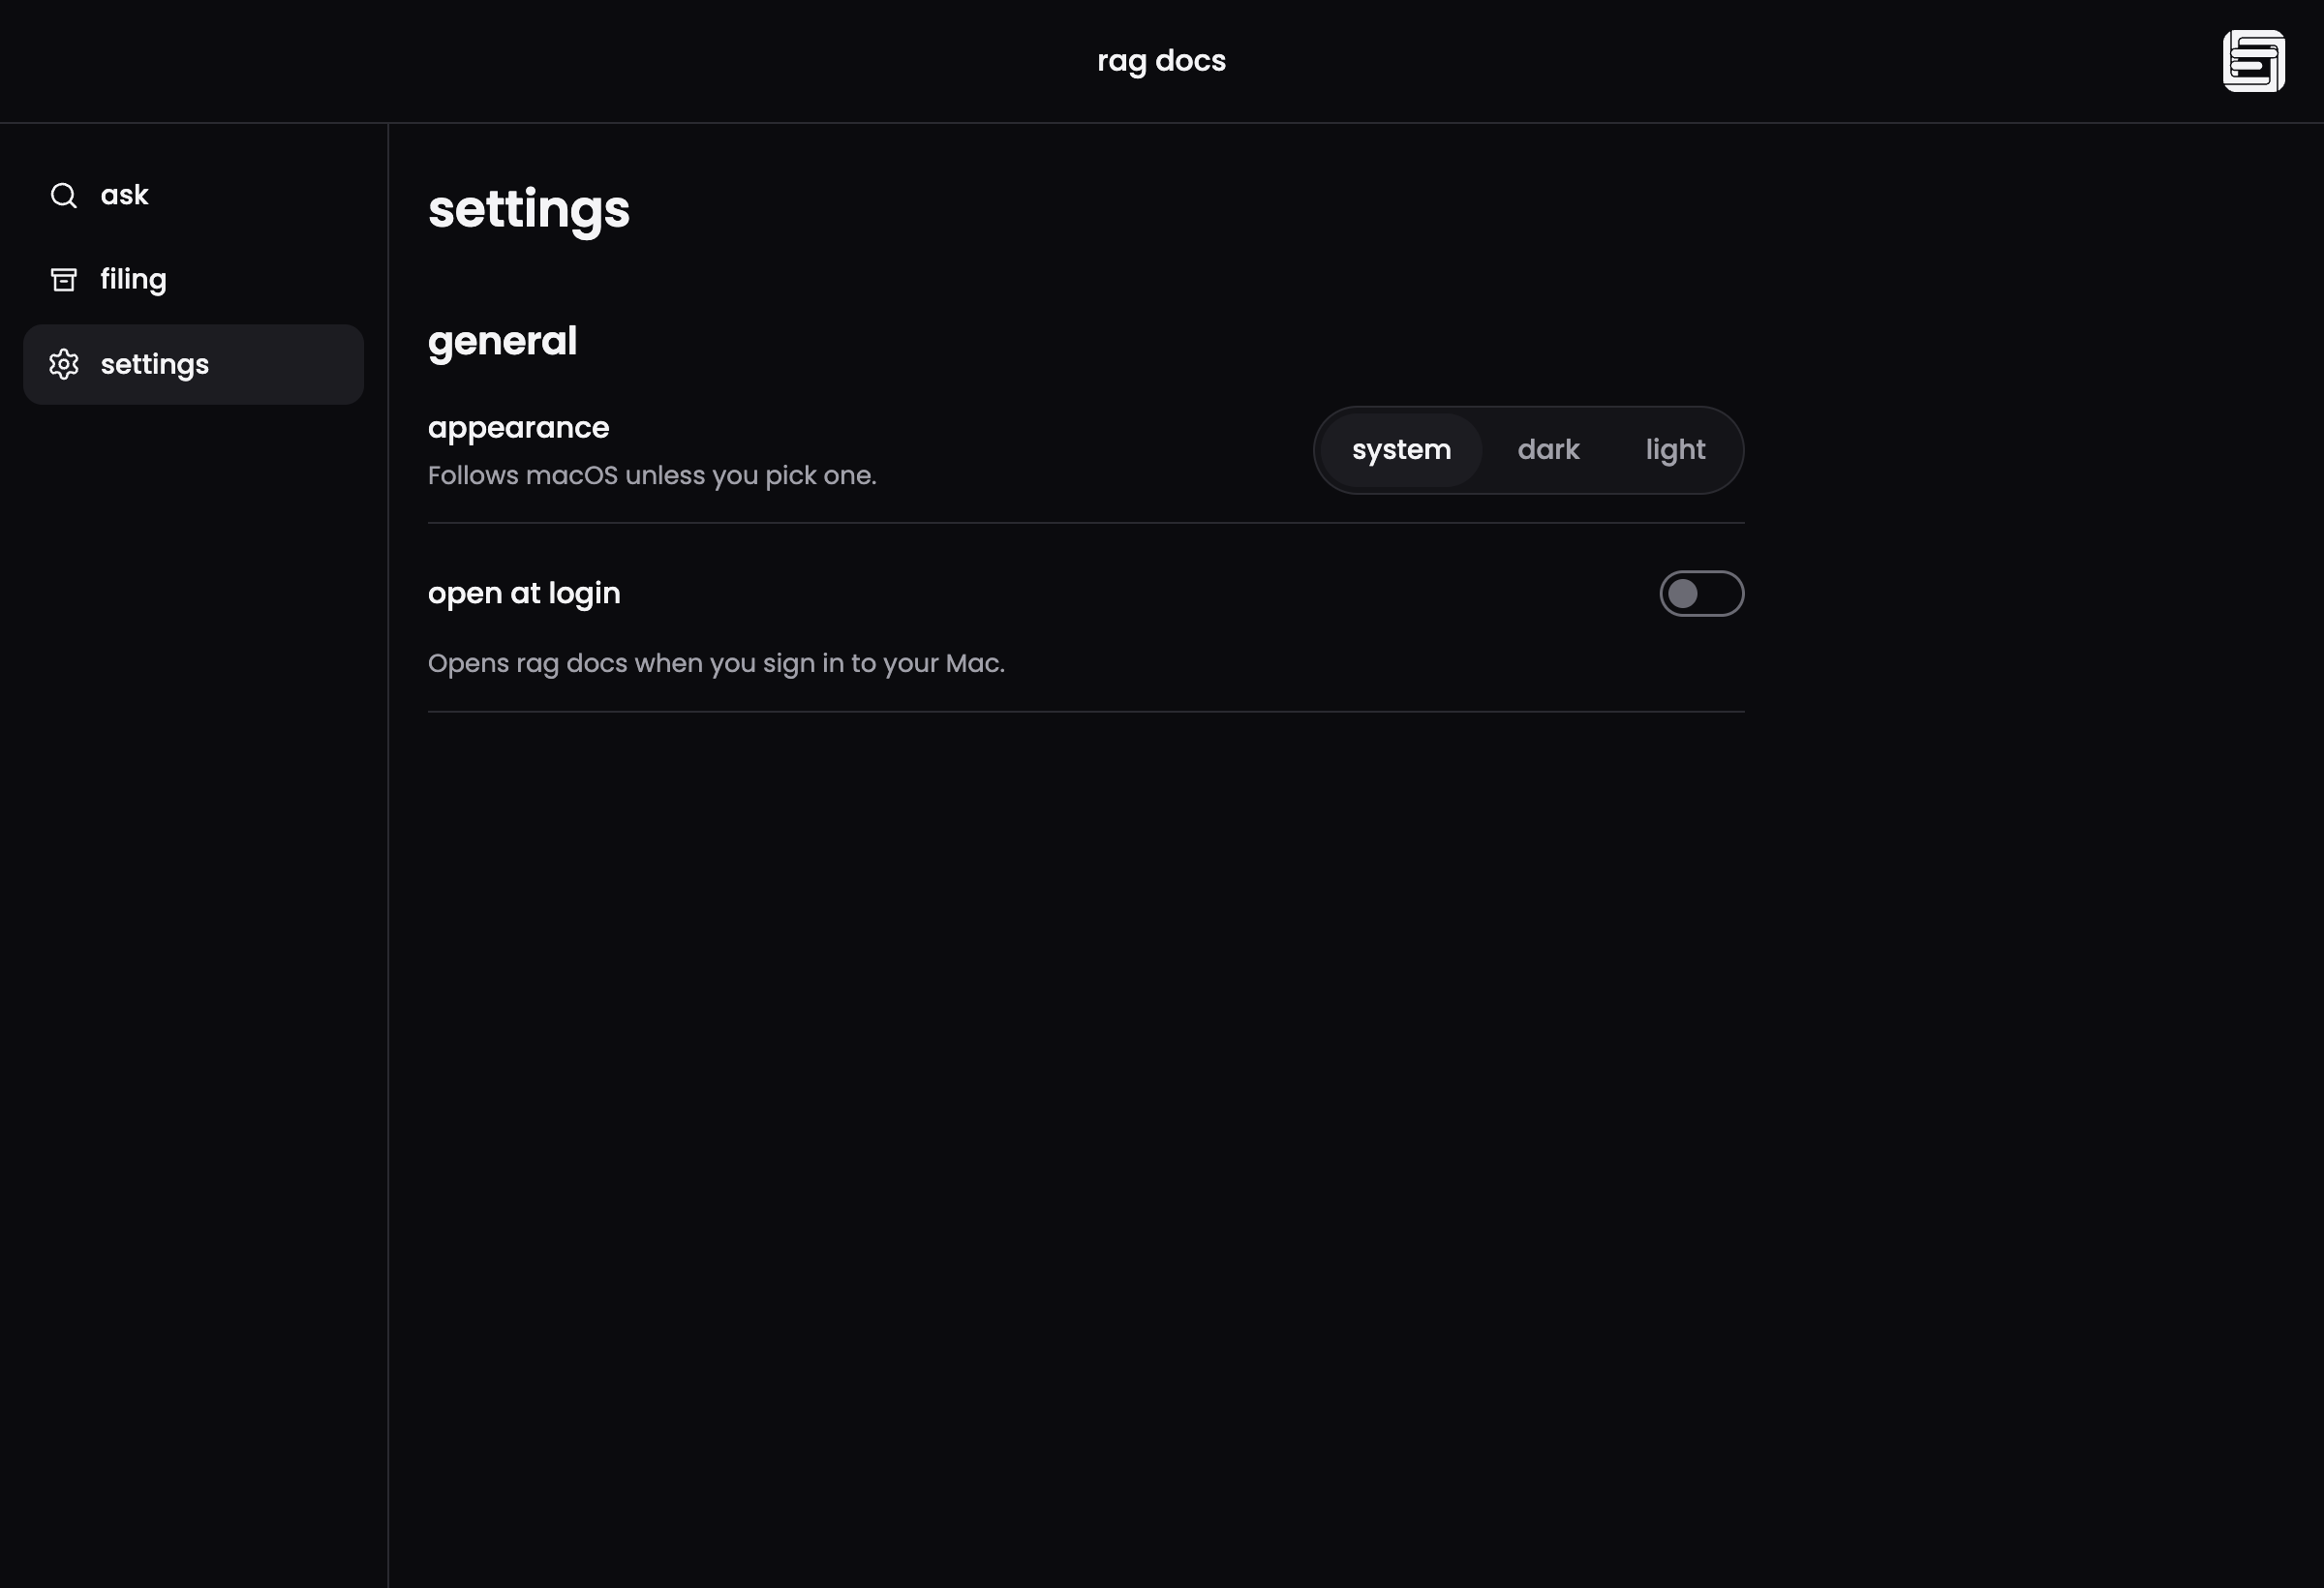 rag docs
ask
filing
settings
settings
general
appearance
Follows macOS unless you pick one.
system dark light
open at login
Opens rag docs when you sign in to your Mac.